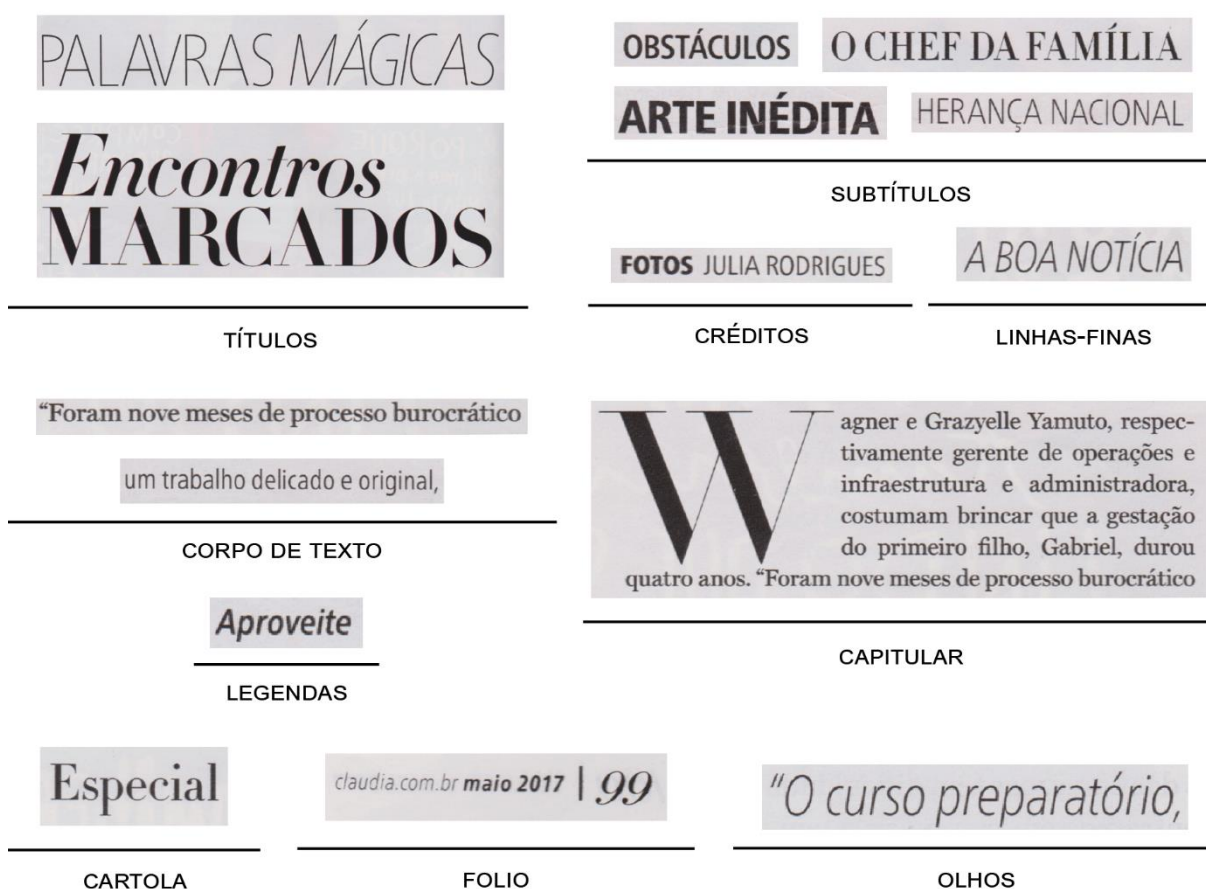 PALAVRAS MÁGICAS
Encontros
MARCADOS
TÍTULOS
OBSTÁCULOS O CHEF DA FAMÍLIA
ARTE INÉDITA HERANÇA NACIONAL
SUBTÍTULOS
FOTOS JULIA RODRIGUES
CRÉDITOS
A BOA NOTÍCIA
LINHAS-FINAS
“Foram nove meses de processo burocrático
um trabalho delicado e original,
CORPO DE TEXTO
Wagner e Grazyelle Yamuto, respec-
tivamente gerente de operações e
infraestrutura e administradora,
costumam brincar que a gestação
do primeiro filho, Gabriel, durou
quatro anos. “Foram nove meses de processo burocrático
CAPITULAR
Aproveite
LEGENDAS
Especial
CARTOLA
claudia.com.br maio 2017 | 99
FOLIO
“O curso preparatório,
OLHOS